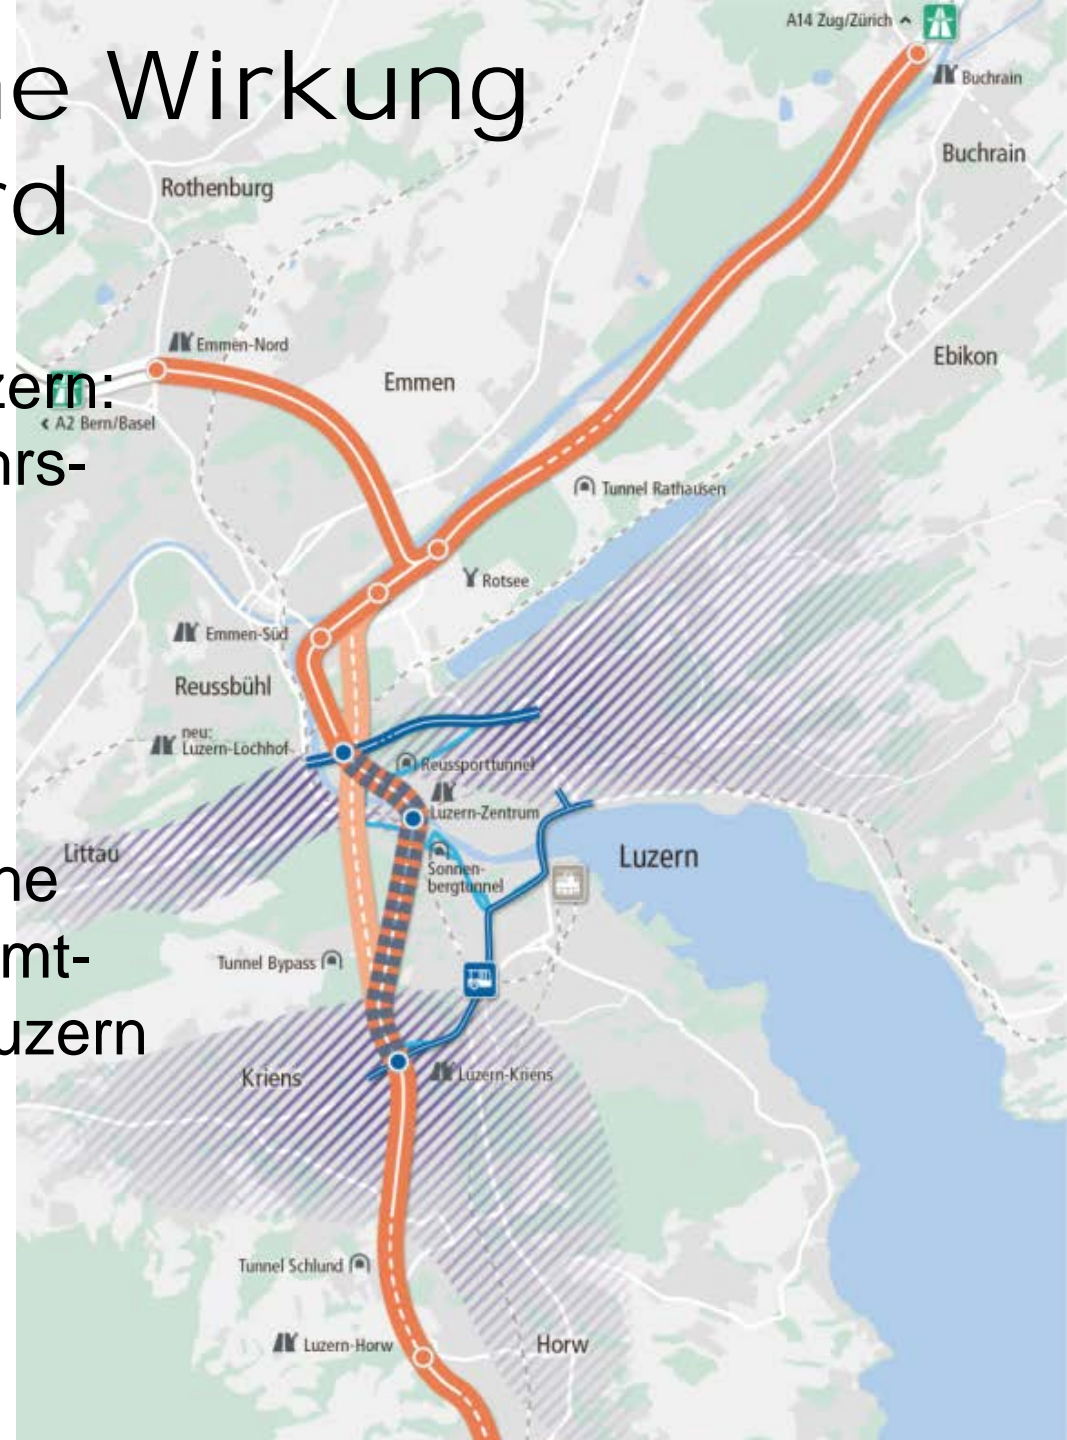 A14 Zug/Zürich
Buchrain
ne Wirkung
Buchrain
rd
Rothenburg
Emmen-Nord
Ebikon
Emmen
zern:
‹ A2 Bern/Basel
hrs-
Tunnel Rathausen
Rotsee
Emmen-Süd
Reussbühl
neu:
Luzern-Lochhof
Reussporttunnel
Luzern-Zentrum
Littau
Luzern
Sonnen-
bergtunnel
ne
mt-
Tunnel Bypass
uzern
Kriens
Luzern-Kriens
Tunnel Schlund
Luzern-Horw
Horw